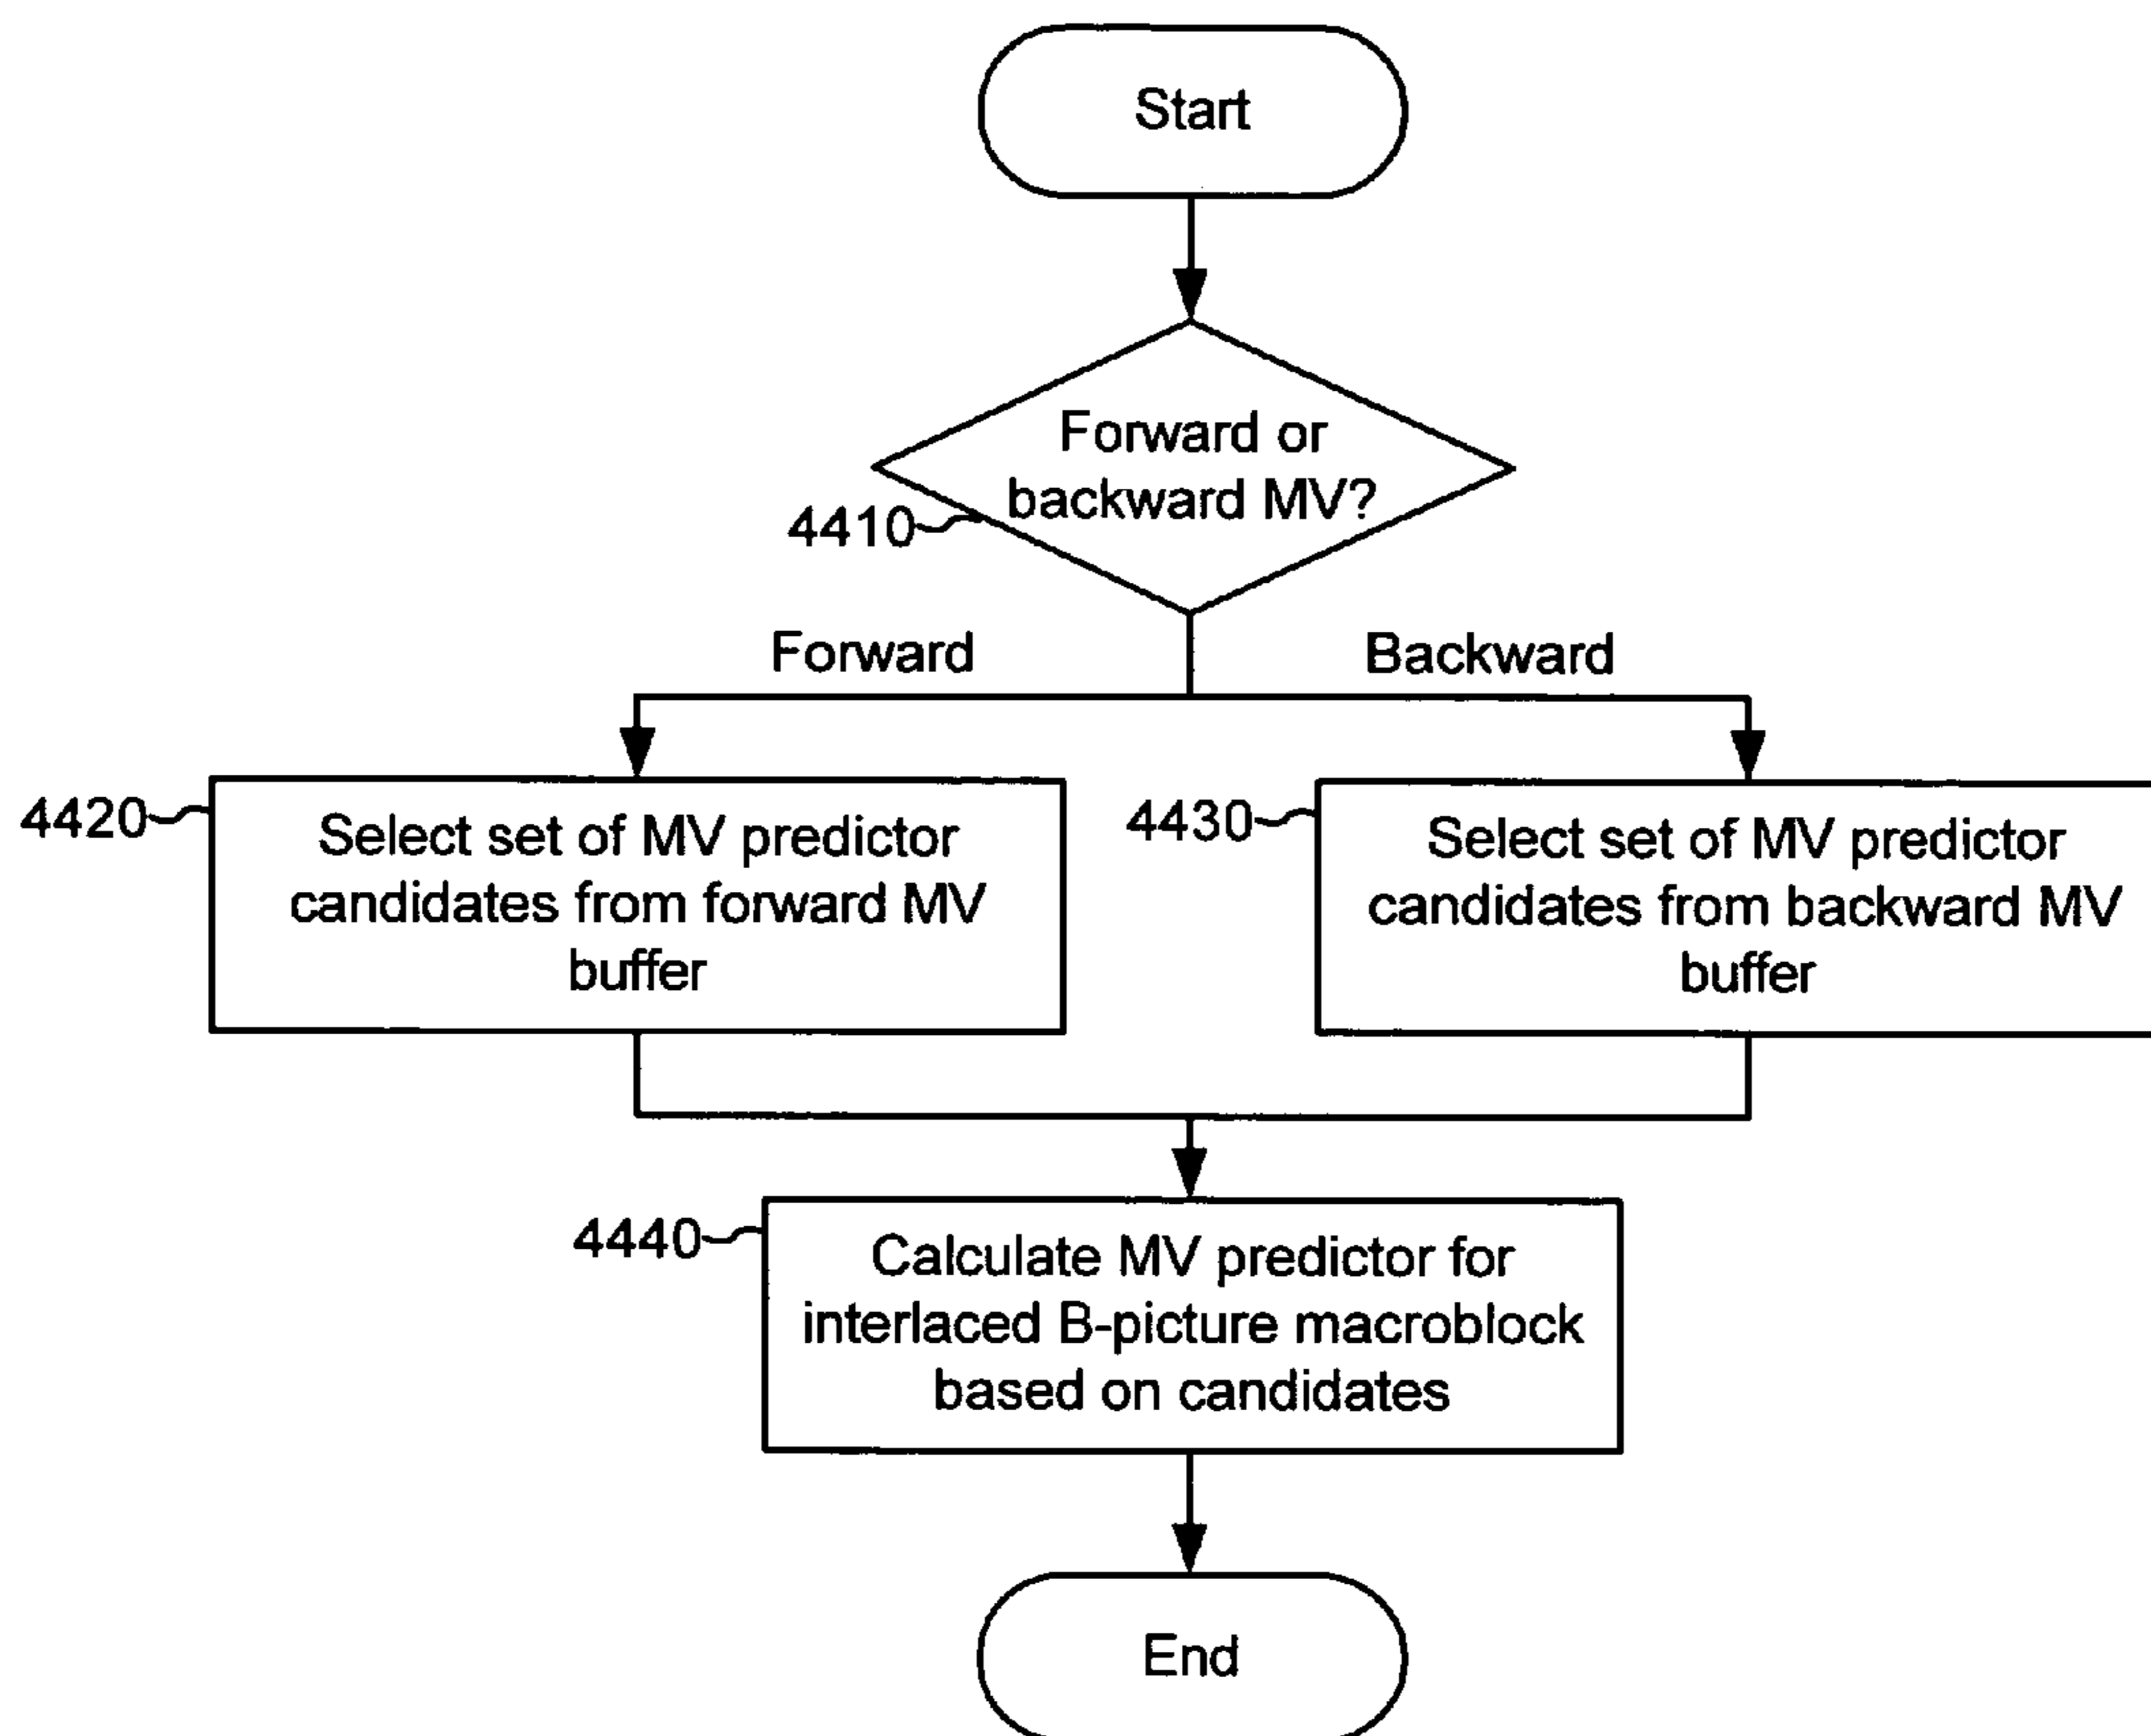 Start
Forward or
backward MV?
4410
Forward
Backward
4420
Select set of MV predictor
candidates from forward MV
buffer
4430
Select set of MV predictor
candidates from backward MV
buffer
4440
Calculate MV predictor for
interlaced B-picture macroblock
based on candidates
End